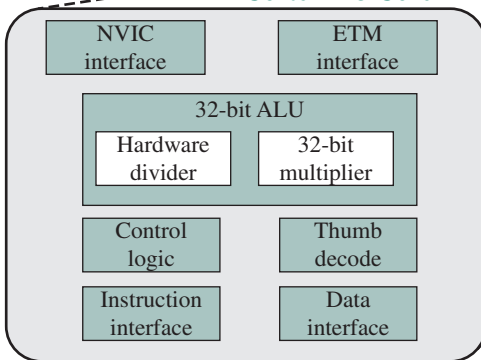 NVIC
interface
ETM
interface
32-bit ALU
Hardware
divider
32-bit
multiplier
Control
logic
Thumb
decode
Instruction
interface
Data
interface